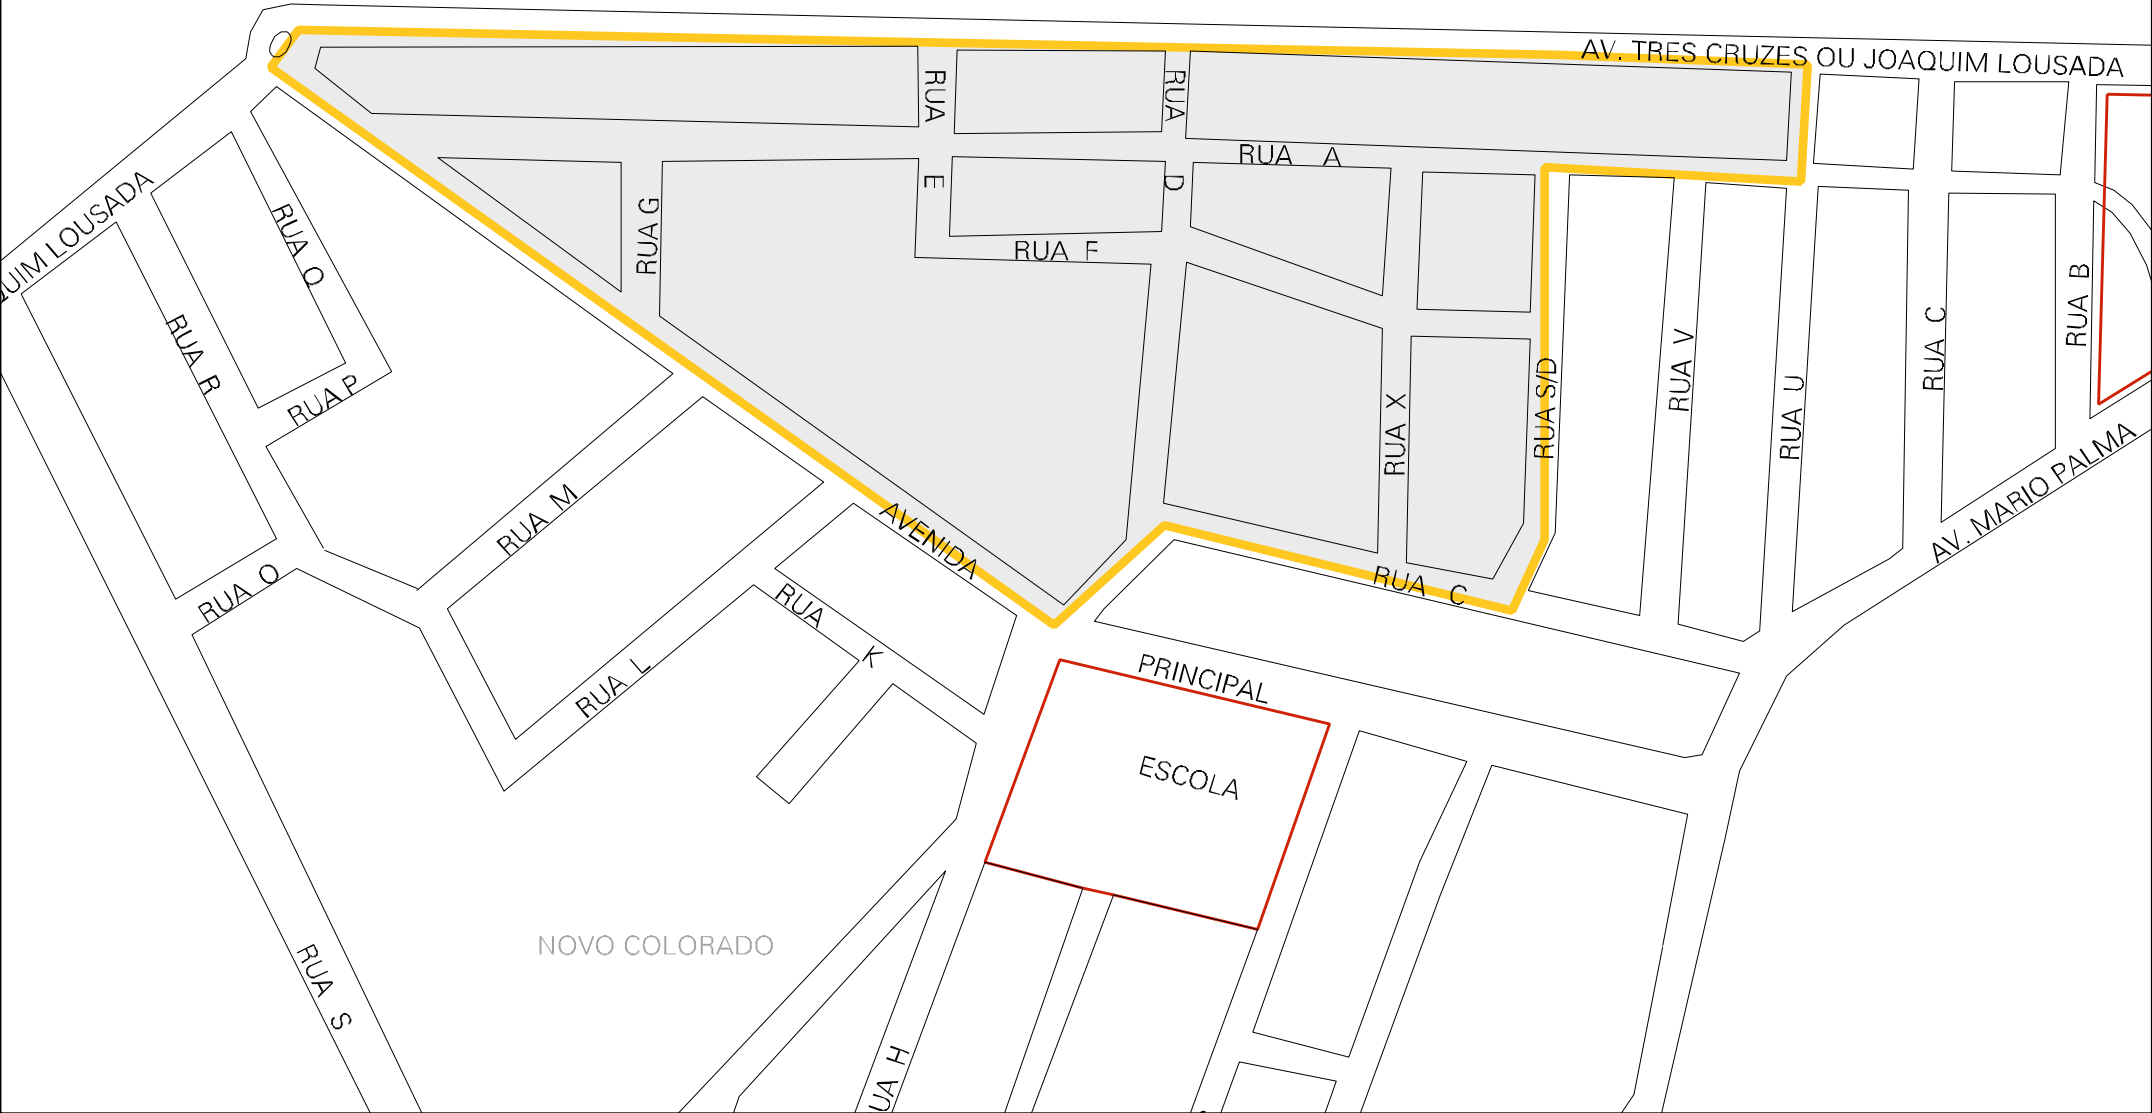 AV. TRES CRUZES OU JOAQUIM LOUSADA
RUA E
RUA D
RUA A
QUIM LOUSADA
RUA Q
RUA G
RUA F
RUA B
RUA R
RUA P
RUA C
RUA V
RUA U
RUA S/D
RUA X
AV. MARIO PALMA
RUA M
AVENIDA
PRINCIPAL
RUA O
RUA C
RUA K
RUA L
ESCOLA
NOVO COLORADO
RUA S
UA H